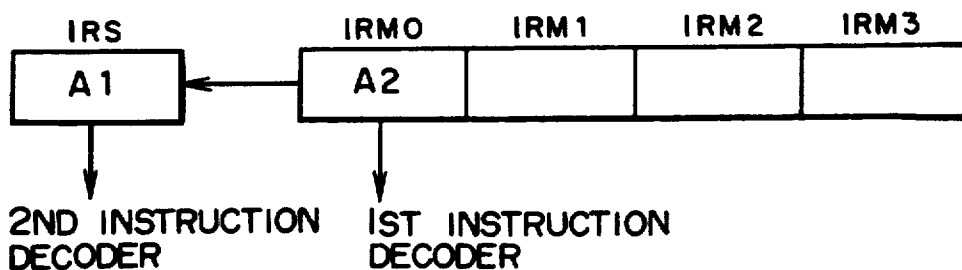 IRS IRM0 IRM1 IRM2 IRM3
A1 A2
2ND INSTRUCTION DECODER
1ST INSTRUCTION DECODER